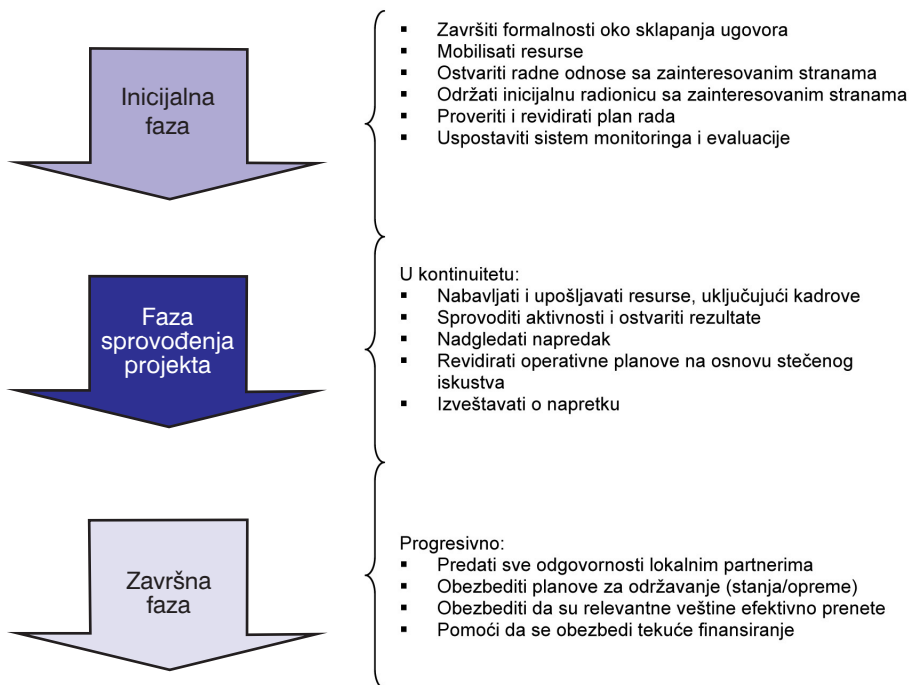 Inicijalna
faza
▪ Završiti formalnosti oko sklapanja ugovora
▪ Mobilisati resurse
▪ Ostvariti radne odnose sa zainteresovanim stranama
▪ Održati inicijalnu radionicu sa zainteresovanim stranama
▪ Proveriti i revidirati plan rada
▪ Uspostaviti sistem monitoringa i evaluacije
Faza
sprovođenja
projekta
U kontinuitetu:
▪ Nabavljati i upošljavati resurse, uključujući kadrove
▪ Sprovoditi aktivnosti i ostvariti rezultate
▪ Nadgledati napredak
▪ Revidirati operativne planove na osnovu stečenog
iskustva
▪ Izveštavati o napretku
Završna
faza
Progresivno:
▪ Predati sve odgovornosti lokalnim partnerima
▪ Obezbediti planove za održavanje (stanja/opreme)
▪ Obezbediti da su relevantne veštine efektivno prenete
▪ Pomoći da se obezbedi tekuće finansiranje